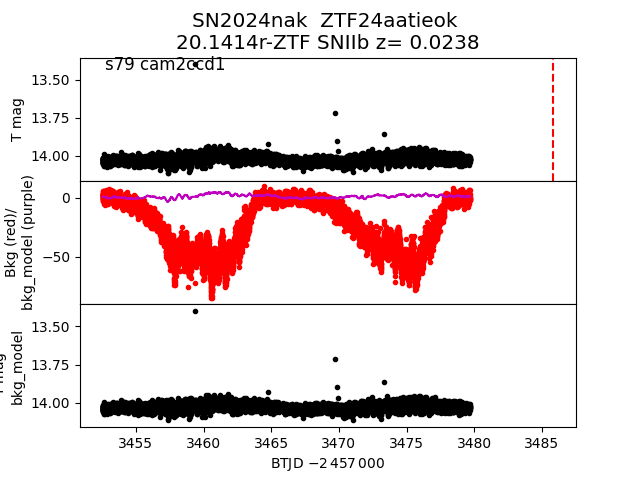 SN2024nak  ZTF24aatieok
20.1414r-ZTF SNIIb z= 0.0238
s79 cam2ccd1
T mag
13.50
13.75
14.00
Bkg (red)/
bkg_model (purple)
0
−50
bkg_model
13.50
13.75
14.00
3455 3460 3465 3470 3475 3480 3485
BTJD −2 457 000